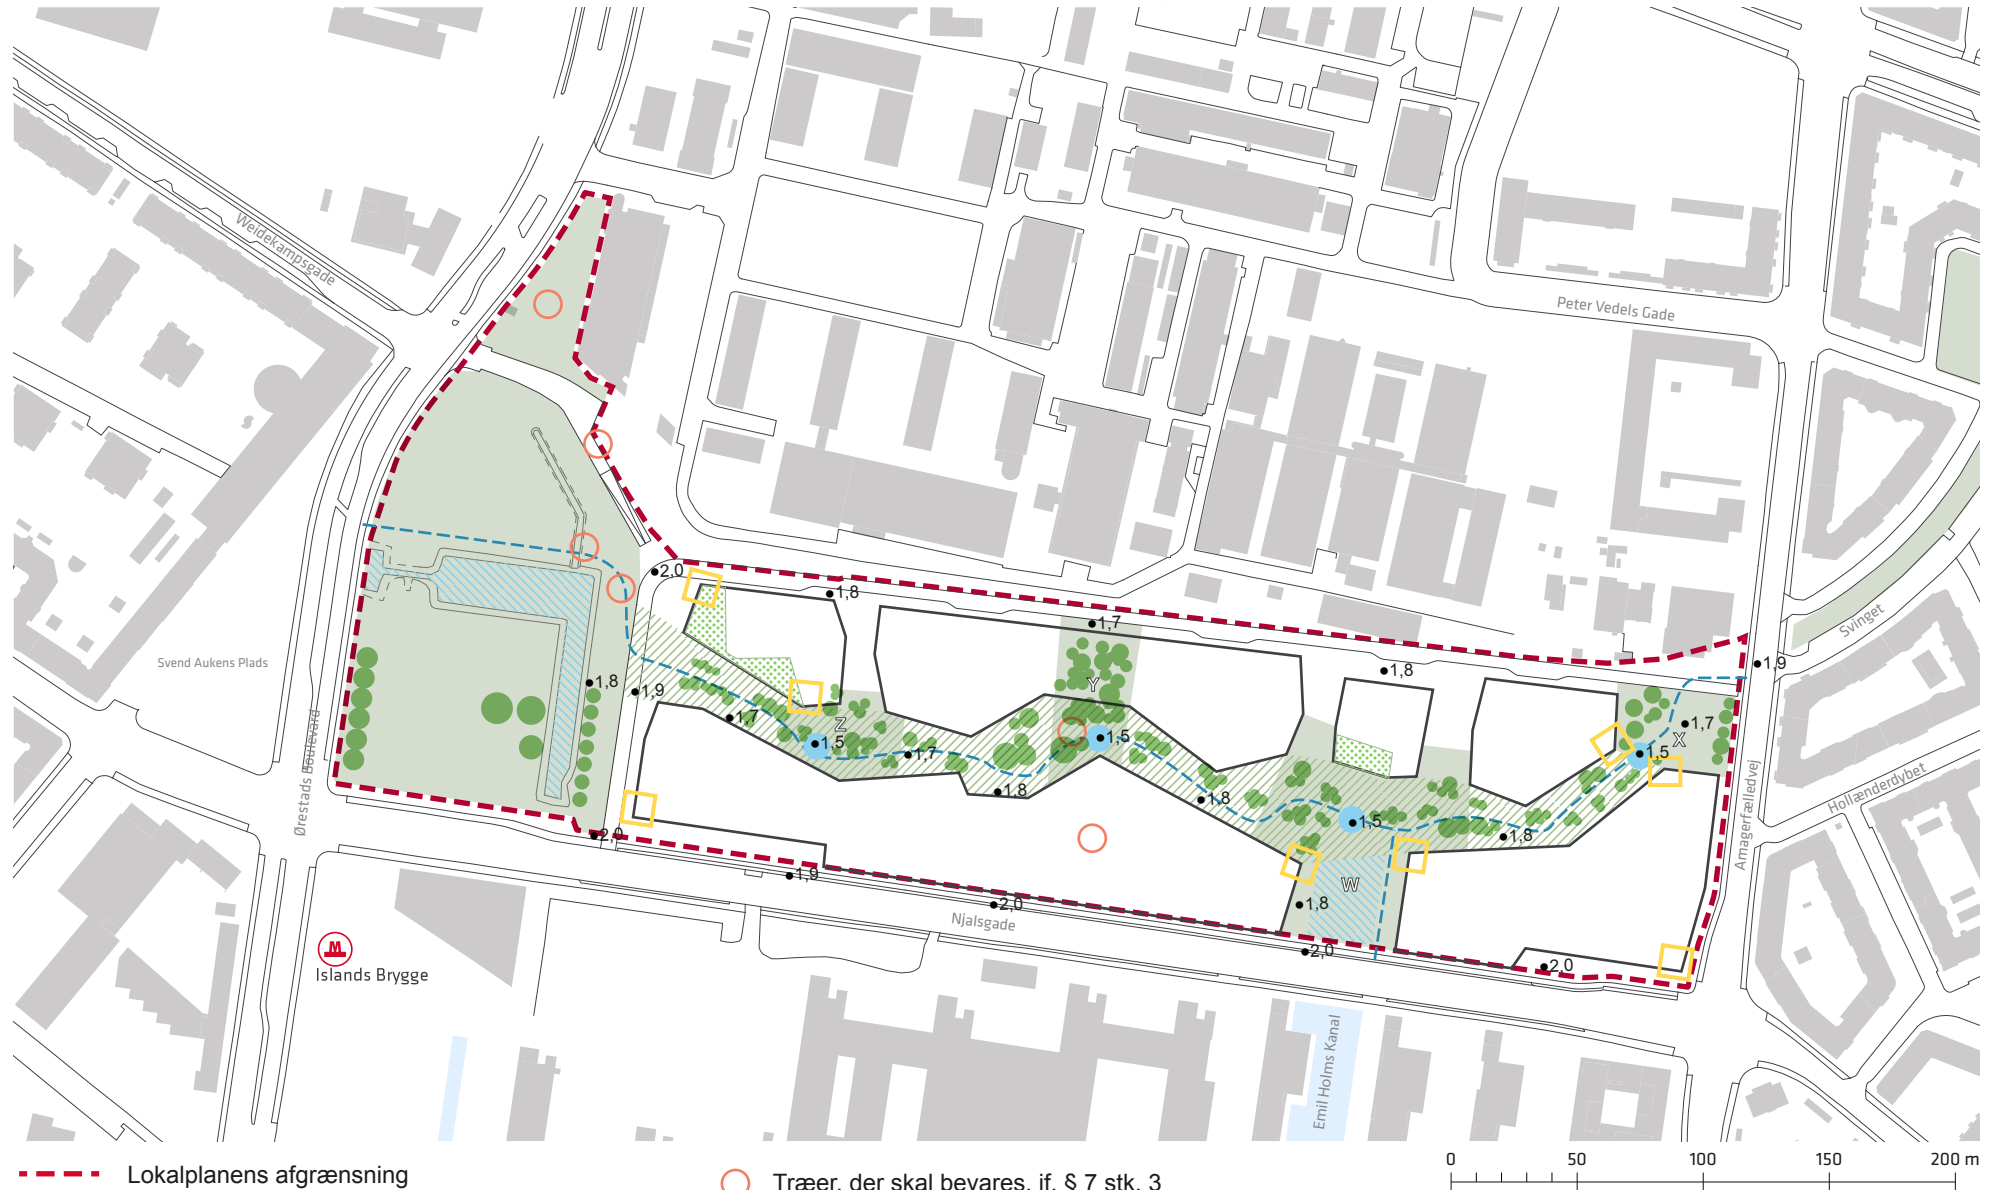 Weidekampsgade
Peter Vedels Gade
2,0
1,8
1,7
1,8
1,9
Svinget
Svend Aukens Plads
1,8
1,9
Y
1,7
Z
1,5
1,7
1,5
1,7
X
1,5
Ørestads Boulevard
1,8
1,8
1,5
1,8
Hollænderdybet
Amagerfælledvej
2,0
1,9
W
1,8
2,0
Njalsgade
2,0
2,0
M
Islands Brygge
Emil Holms Kanal
Lokalplanens afgrænsning
Træer, der skal bevares, jf. § 7 stk. 3
0 50 100 150 200 m